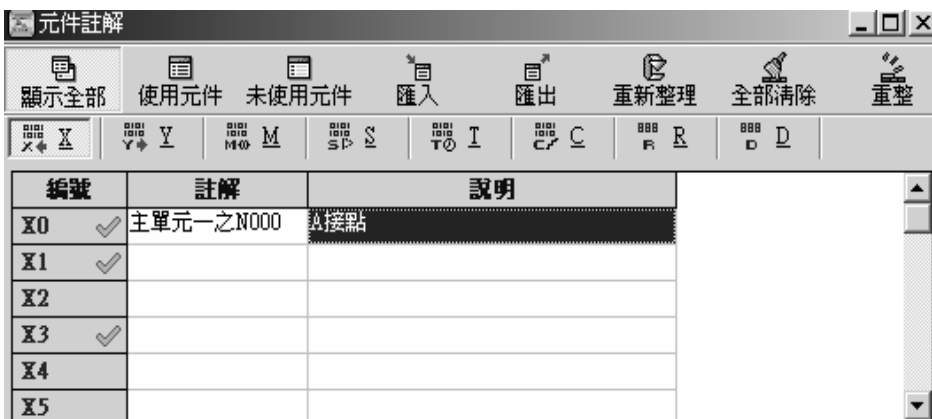 元件註解
顯示全部 使用元件 未使用元件 匯入 匯出 重新整理 全部清除 重整
X Y M S T C R D
編號 註解 說明
X0 主單元一之N000 A接點
X1
X2
X3
X4
X5